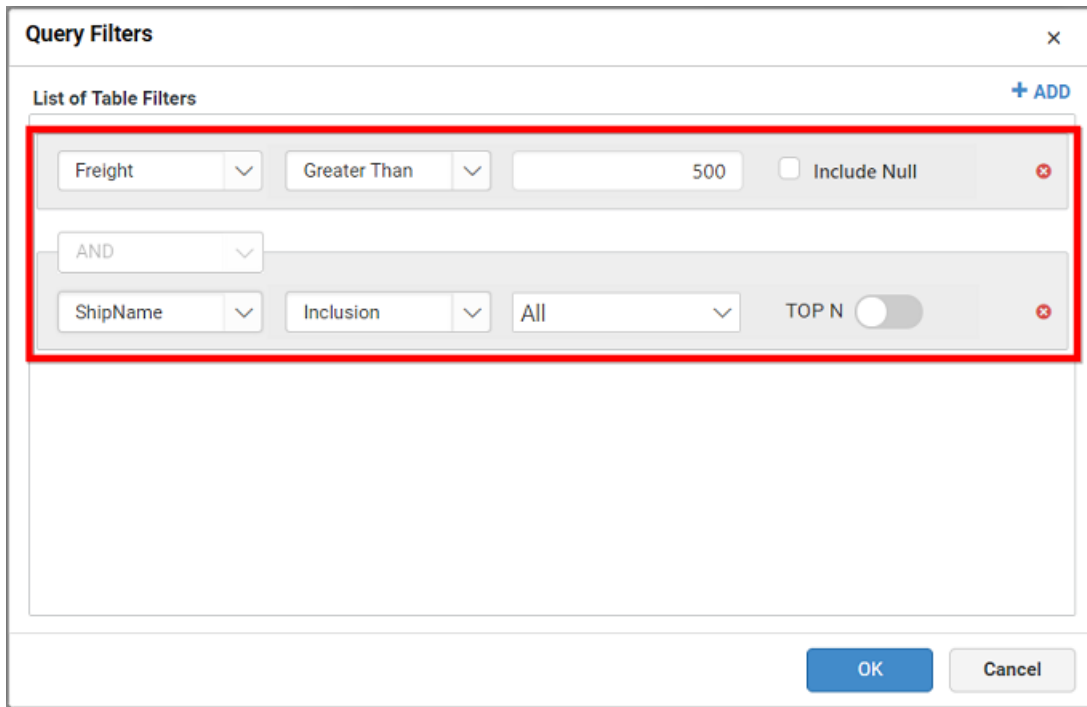 Query Filters
List of Table Filters
+ ADD
Freight Greater Than 500 Include Null
AND
ShipName Inclusion All TOP N
OK Cancel